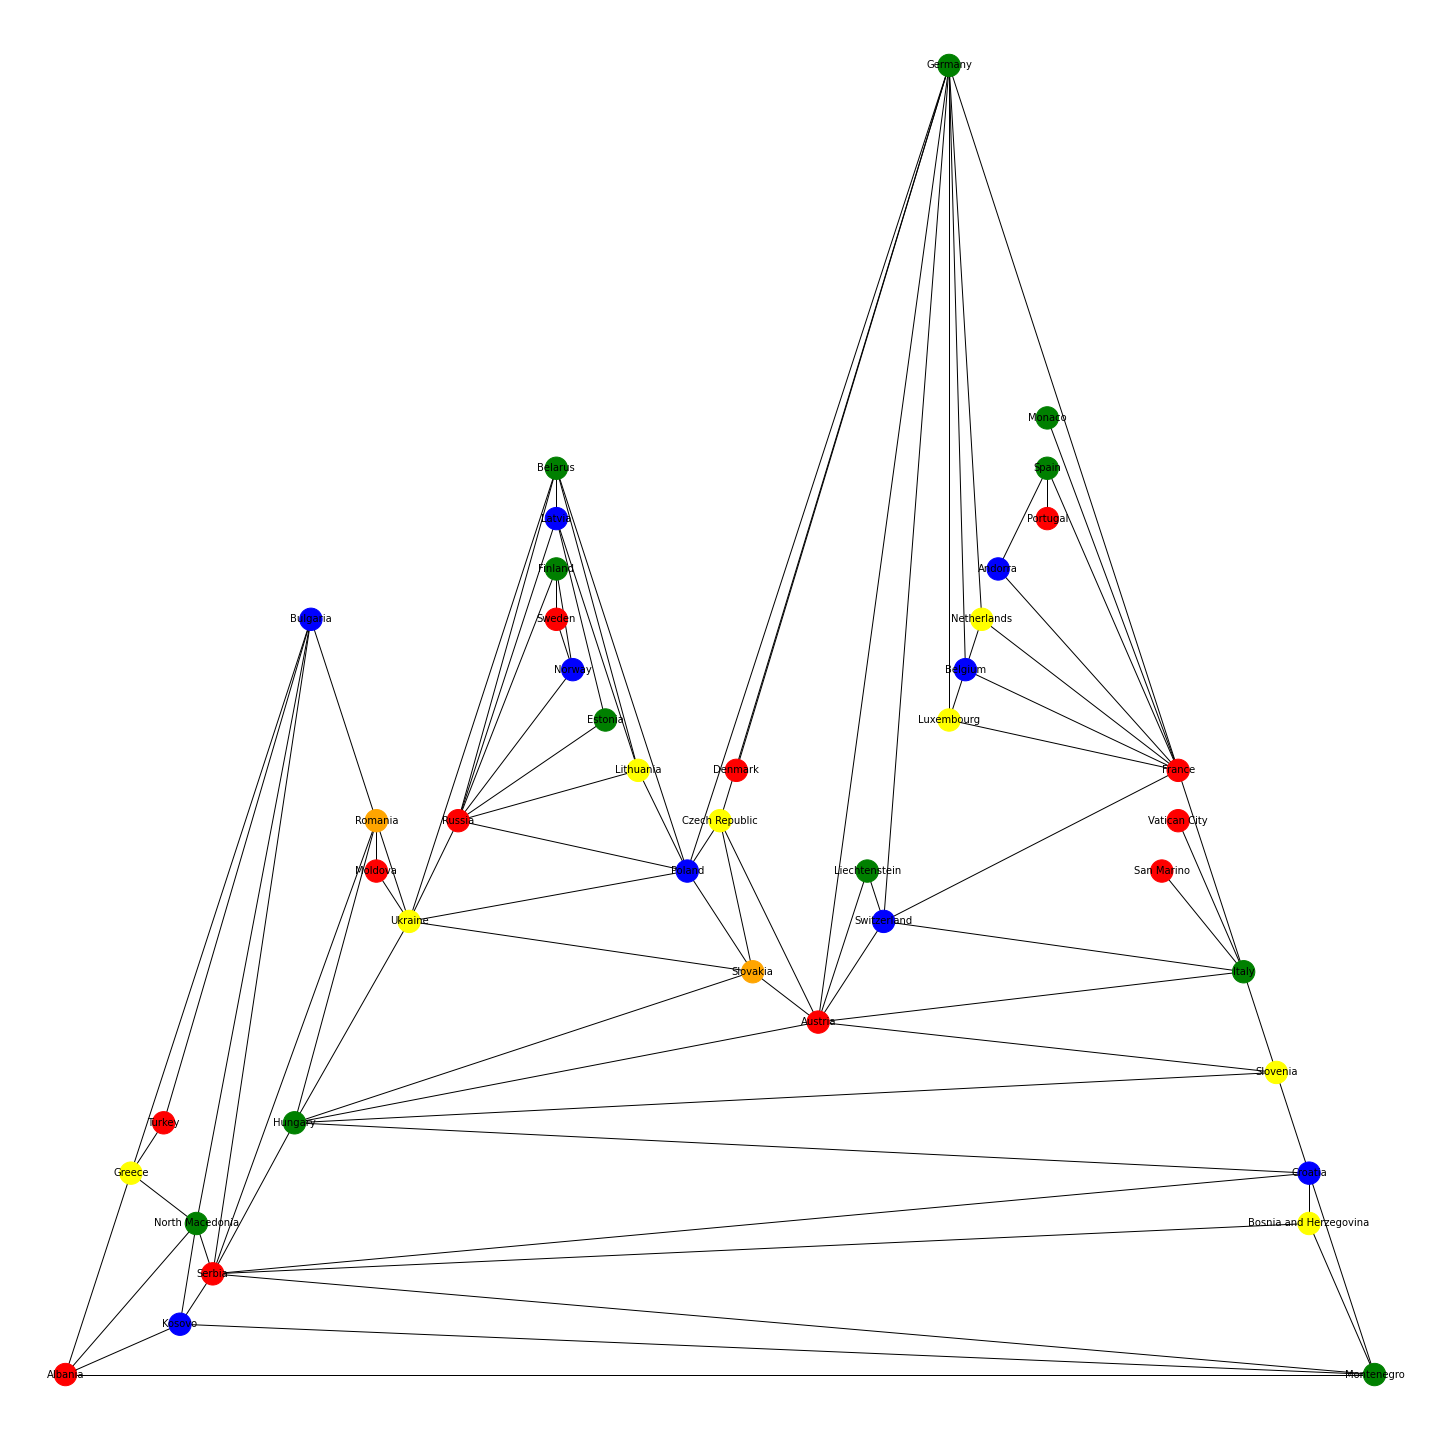 Germany
Monaco
Belarus
Spain
Latvia
Portugal
Finland
Andorra
Bulgaria
Sweden
Netherlands
Norway
Belgium
Estonia
Luxembourg
Lithuania
Denmark
France
Romania
Russia
Czech Republic
Vatican City
Moldova
Poland
Liechtenstein
San Marino
Ukraine
Switzerland
Slovakia
Italy
Austria
Slovenia
Turkey
Hungary
Greece
Croatia
North Macedonia
Bosnia and Herzegovina
Serbia
Kosovo
Albania
Montenegro